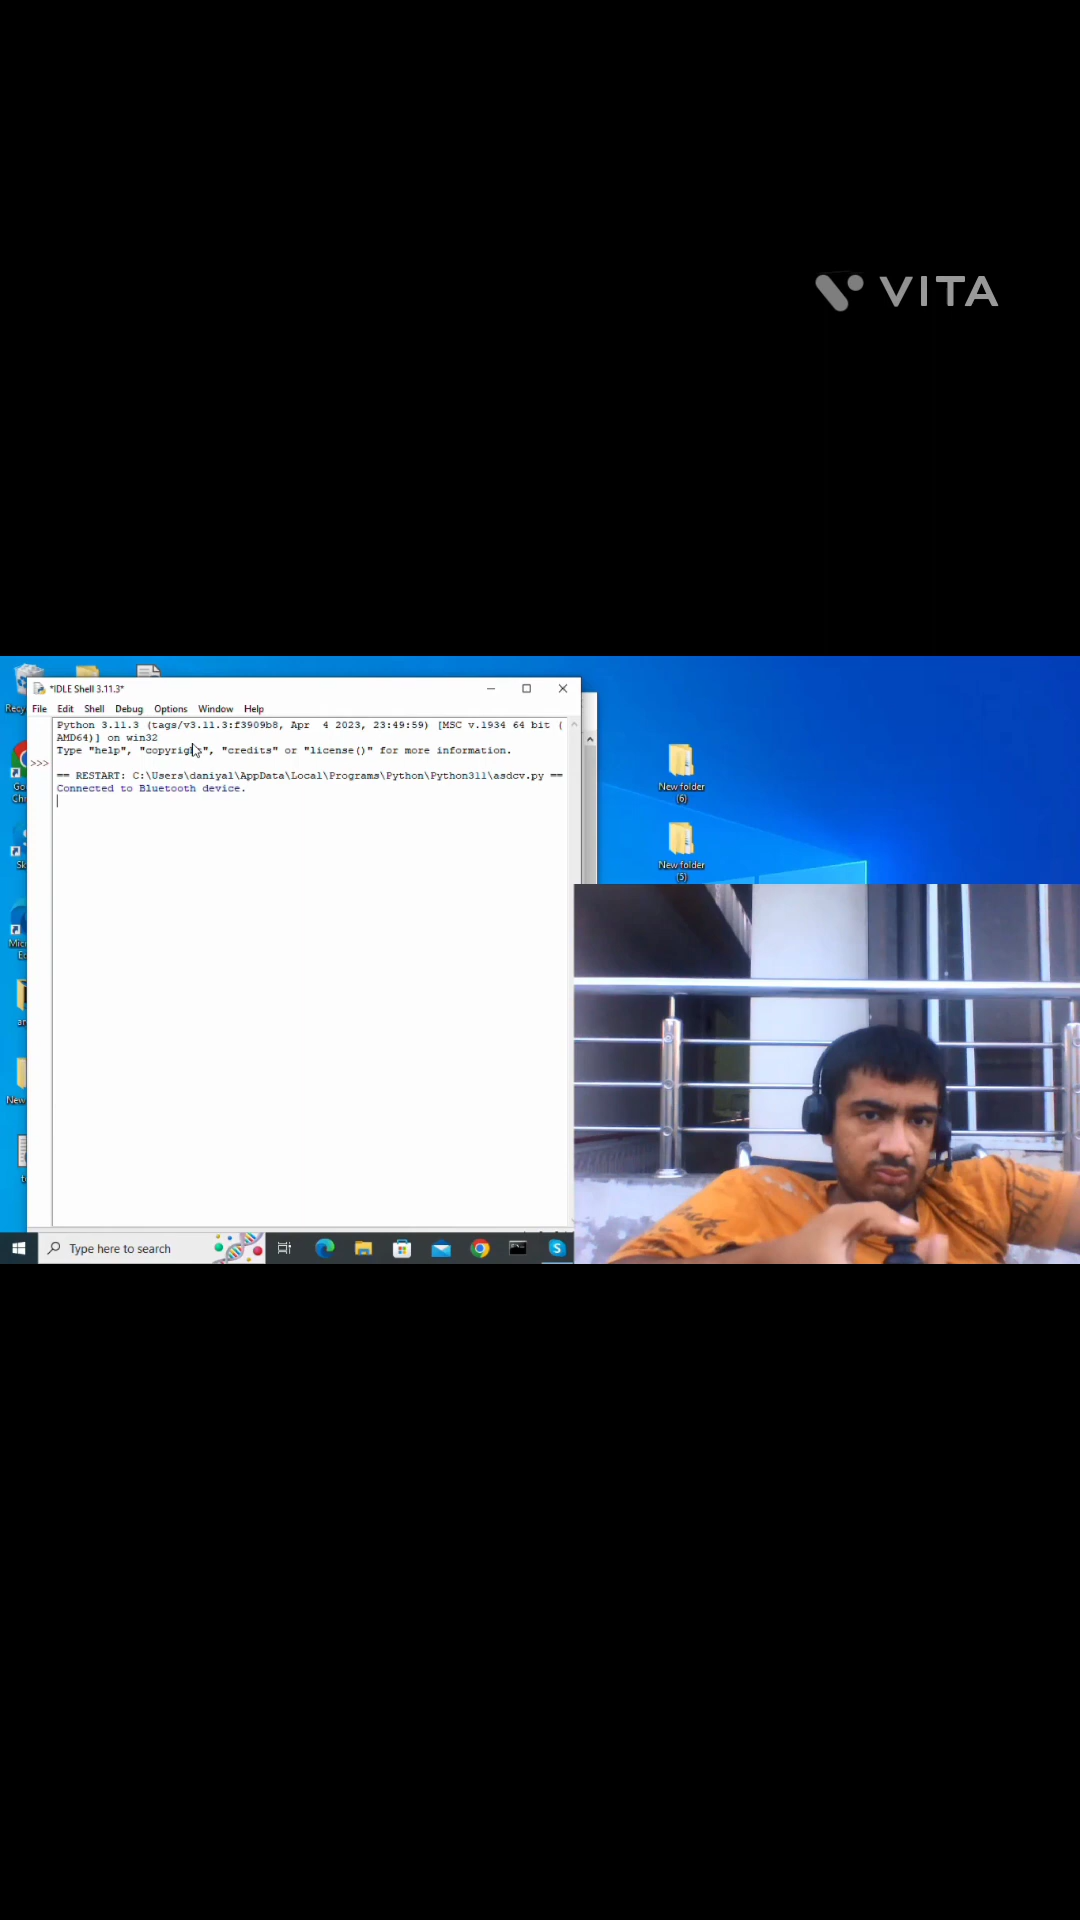 VITA
*IDLE Shell 3.11.3*
File Edit Shell Debug Options Window Help
Python 3.11.3 (tags/v3.11.3:f3909b8, Apr 4 2023, 23:49:59) [MSC v.1934 64 bit (
AMD64)] on win32
Type "help", "copyright", "credits" or "license()" for more information.
>>>
== RESTART: C:\Users\daniyal\AppData\Local\Programs\Python\Python311\asdcv.py ==
Connected to Bluetooth device.
New folder
(6)
New folder
(5)
Type here to search